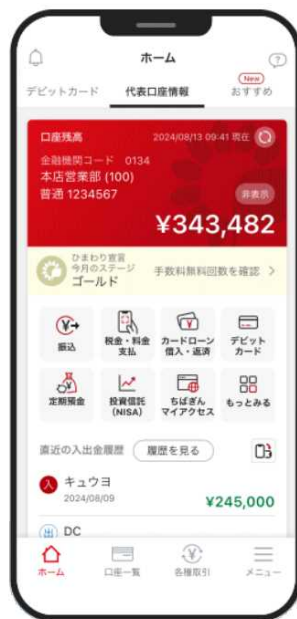 ホーム
デビットカード
代表口座情報
New
おすすめ
口座残高
2024/08/13 09:41 現在
金融機関コード 0134
本店営業部 (100)
普通 1234567
非表示
¥343,482
ひまわり宣言
今月のステージ
ゴールド
手数料無料回数を確認 >
振込
税金・料金
支払
カードローン
借入・返済
デビット
カード
定期預金
投資信託
(NISA)
ちばぎん
マイアクセス
もっとみる
直近の入出金履歴
履歴を見る
入
キュウヨ
2024/08/09
¥245,000
出
DC
ホーム
口座一覧
各種取引
メニュー